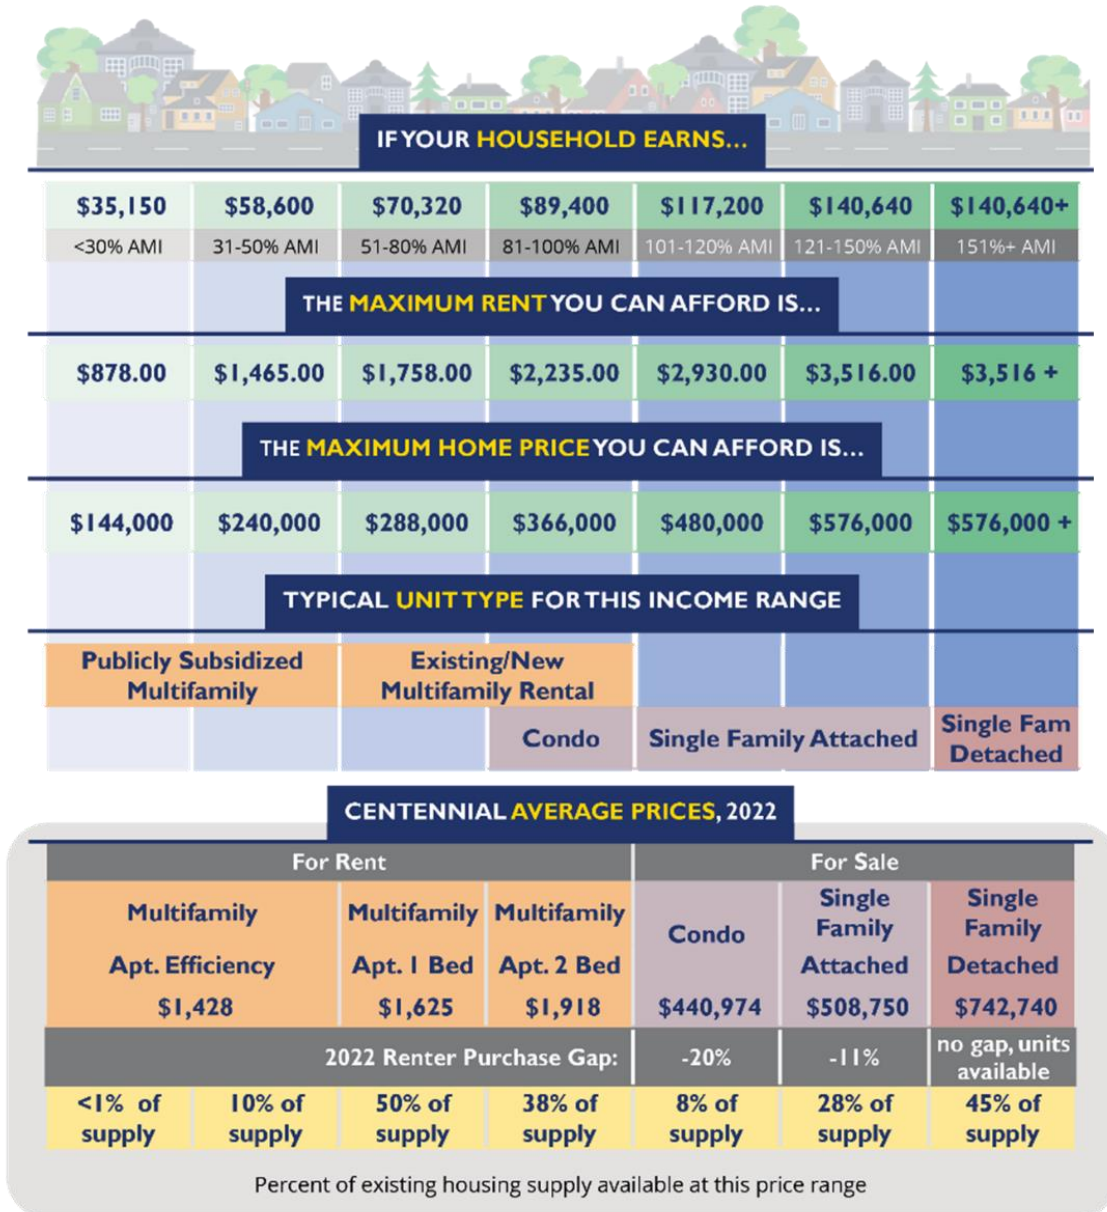 IF YOUR HOUSEHOLD EARNS...
$35,150 $58,600 $70,320 $89,400 $117,200 $140,640 $140,640+
<30% AMI 31-50% AMI 51-80% AMI 81-100% AMI 101-120% AMI 121-150% AMI 151%+ AMI
THE MAXIMUM RENT YOU CAN AFFORD IS...
$878.00 $1,465.00 $1,758.00 $2,235.00 $2,930.00 $3,516.00 $3,516 +
THE MAXIMUM HOME PRICE YOU CAN AFFORD IS...
$144,000 $240,000 $288,000 $366,000 $480,000 $576,000 $576,000 +
TYPICAL UNIT TYPE FOR THIS INCOME RANGE
Publicly Subsidized
Multifamily
Existing/New
Multifamily Rental
Condo
Single Family Attached
Single Fam
Detached
CENTENNIAL AVERAGE PRICES, 2022
For Rent For Sale
Multifamily
Apt. Efficiency
$1,428
Multifamily
Apt. 1 Bed
$1,625
Multifamily
Apt. 2 Bed
$1,918
Condo
$440,974
Single
Family
Attached
$508,750
Single
Family
Detached
$742,740
2022 Renter Purchase Gap: -20% -11%
no gap, units
available
<1% of
supply
10% of
supply
50% of
supply
38% of
supply
8% of
supply
28% of
supply
45% of
supply
Percent of existing housing supply available at this price range